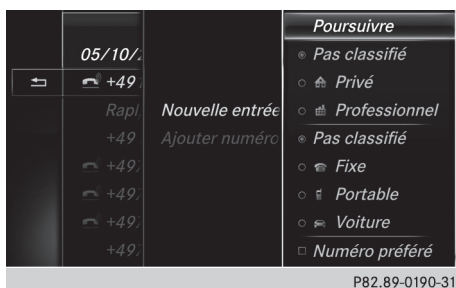 Poursuivre
05/10/
Pas classifié
+49
Privé
Rapi
Nouvelle entrée
Professionnel
+49
Ajouter numéro
Pas classifié
+49
Fixe
+49
Portable
+49
Voiture
+49
Numéro préféré
P82.89-0190-31